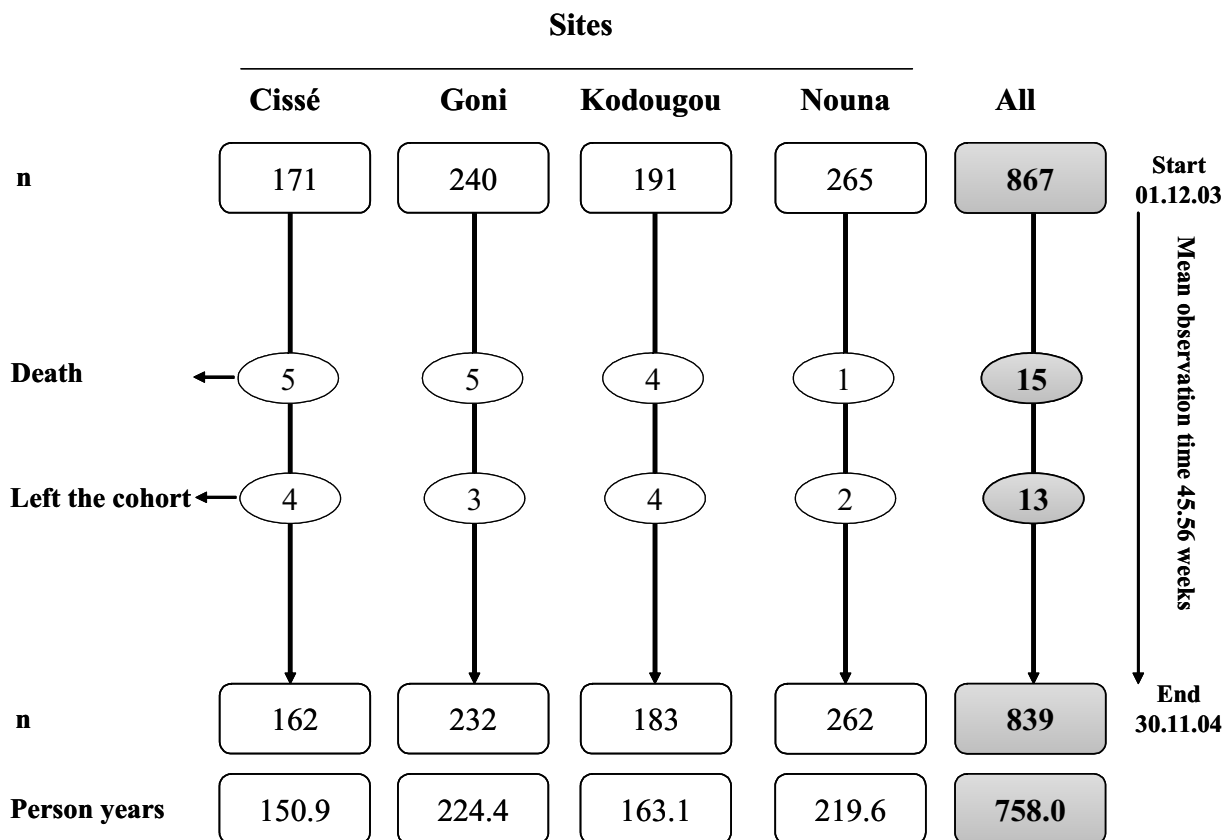 Sites
Cissé Goni Kodougou Nouna All
n 171 240 191 265 867 Start
01.12.03
Mean observation time 45.56 weeks
Death 5 5 4 1 15
Left the cohort 4 3 4 2 13
n 162 232 183 262 839 End
30.11.04
Person years 150.9 224.4 163.1 219.6 758.0